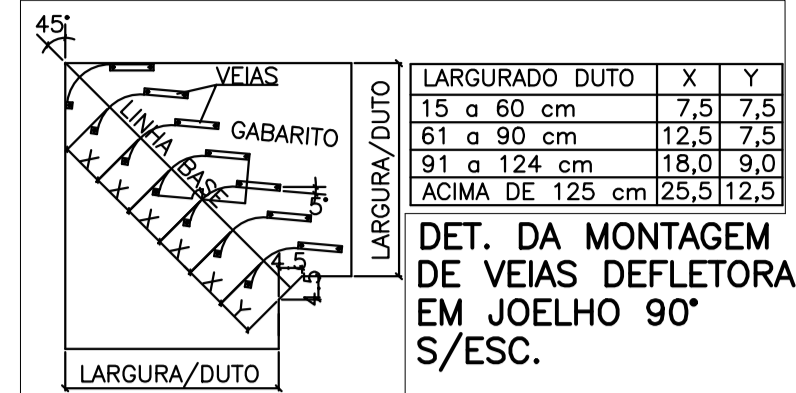 45°
VEIAS
LINHA BASE
GABARITO
X
X
X
X
X
X
Y
5°
4.5
4.5
LARGURA/DUTO
LARGURA/DUTO
LARGURADO DUTO X Y
15 a 60 cm 7,5 7,5
61 a 90 cm 12,5 7,5
91 a 124 cm 18,0 9,0
ACIMA DE 125 cm 25,5 12,5
DET. DA MONTAGEM
DE VEIAS DEFLETORA
EM JOELHO 90°
S/ESC.